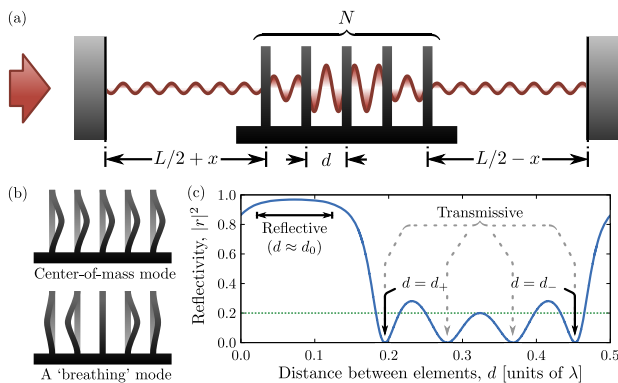 (a)
N
L/2 + x
d
L/2 − x
(b)
Center-of-mass mode
A ‘breathing’ mode
(c)
Reflectivity, |r|²
1.0
0.8
0.6
0.4
0.2
0.0
Reflective
(d ≈ d₀)
Transmissive
d = d₊
d = d₋
0.0
0.1
0.2
0.3
0.4
0.5
Distance between elements, d [units of λ]